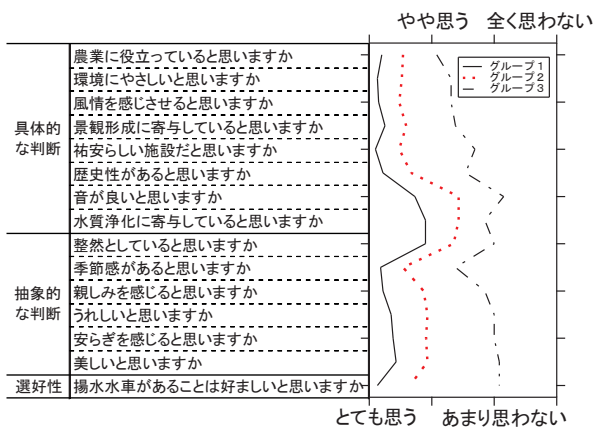 やや思う 全く思わない
グループ1
グループ2
グループ3
具体的
な判断
農業に役立っていると思いますか
環境にやさしいと思いますか
風情を感じさせると思いますか
景観形成に寄与していると思いますか
祐安らしい施設だと思いますか
歴史性があると思いますか
音が良いと思いますか
水質浄化に寄与していると思いますか
抽象的
な判断
整然としていると思いますか
季節感があると思いますか
親しみを感じると思いますか
うれしいと思いますか
安らぎを感じると思いますか
美しいと思いますか
選好性 揚水水車があることは好ましいと思いますか
とても思う あまり思わない